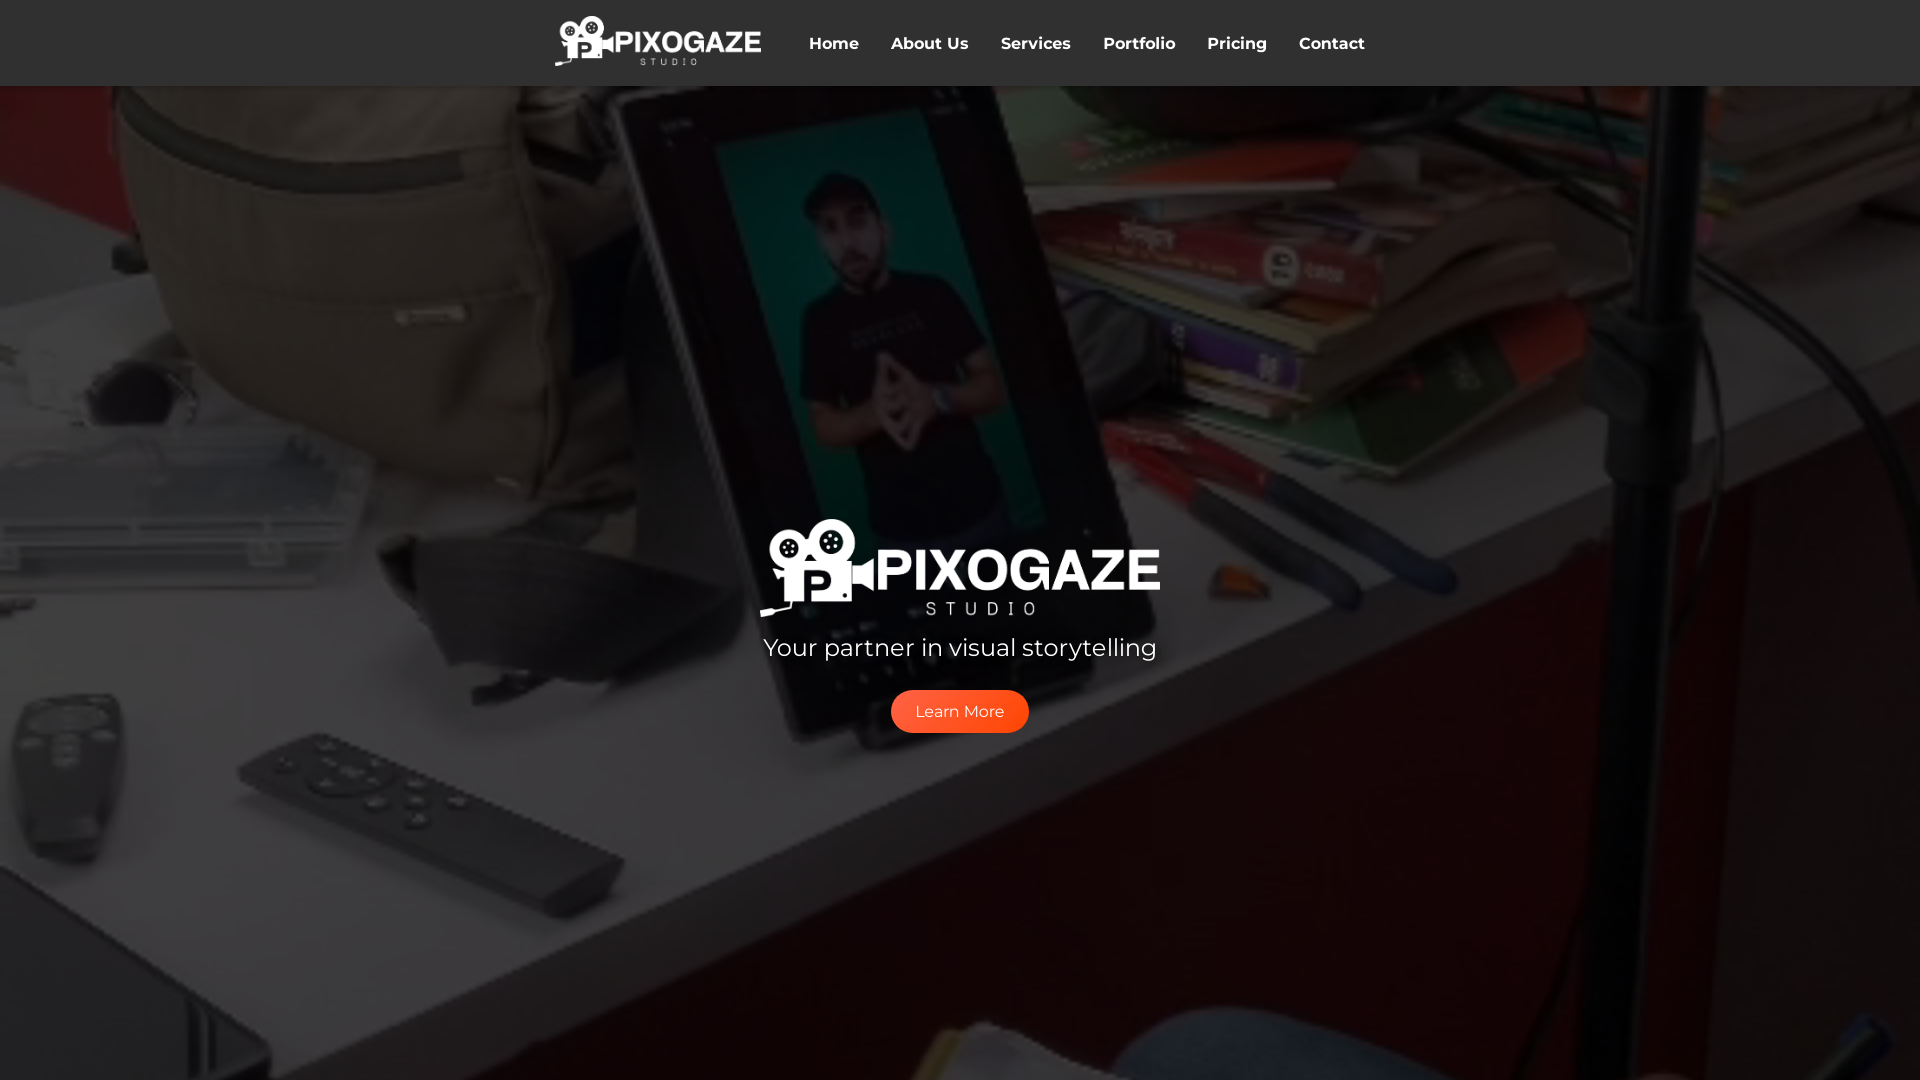 PIXOGAZE
STUDIO
Home
About Us
Services
Portfolio
Pricing
Contact
संस्कृत
PIXOGAZE
STUDIO
Your partner in visual storytelling
Learn More